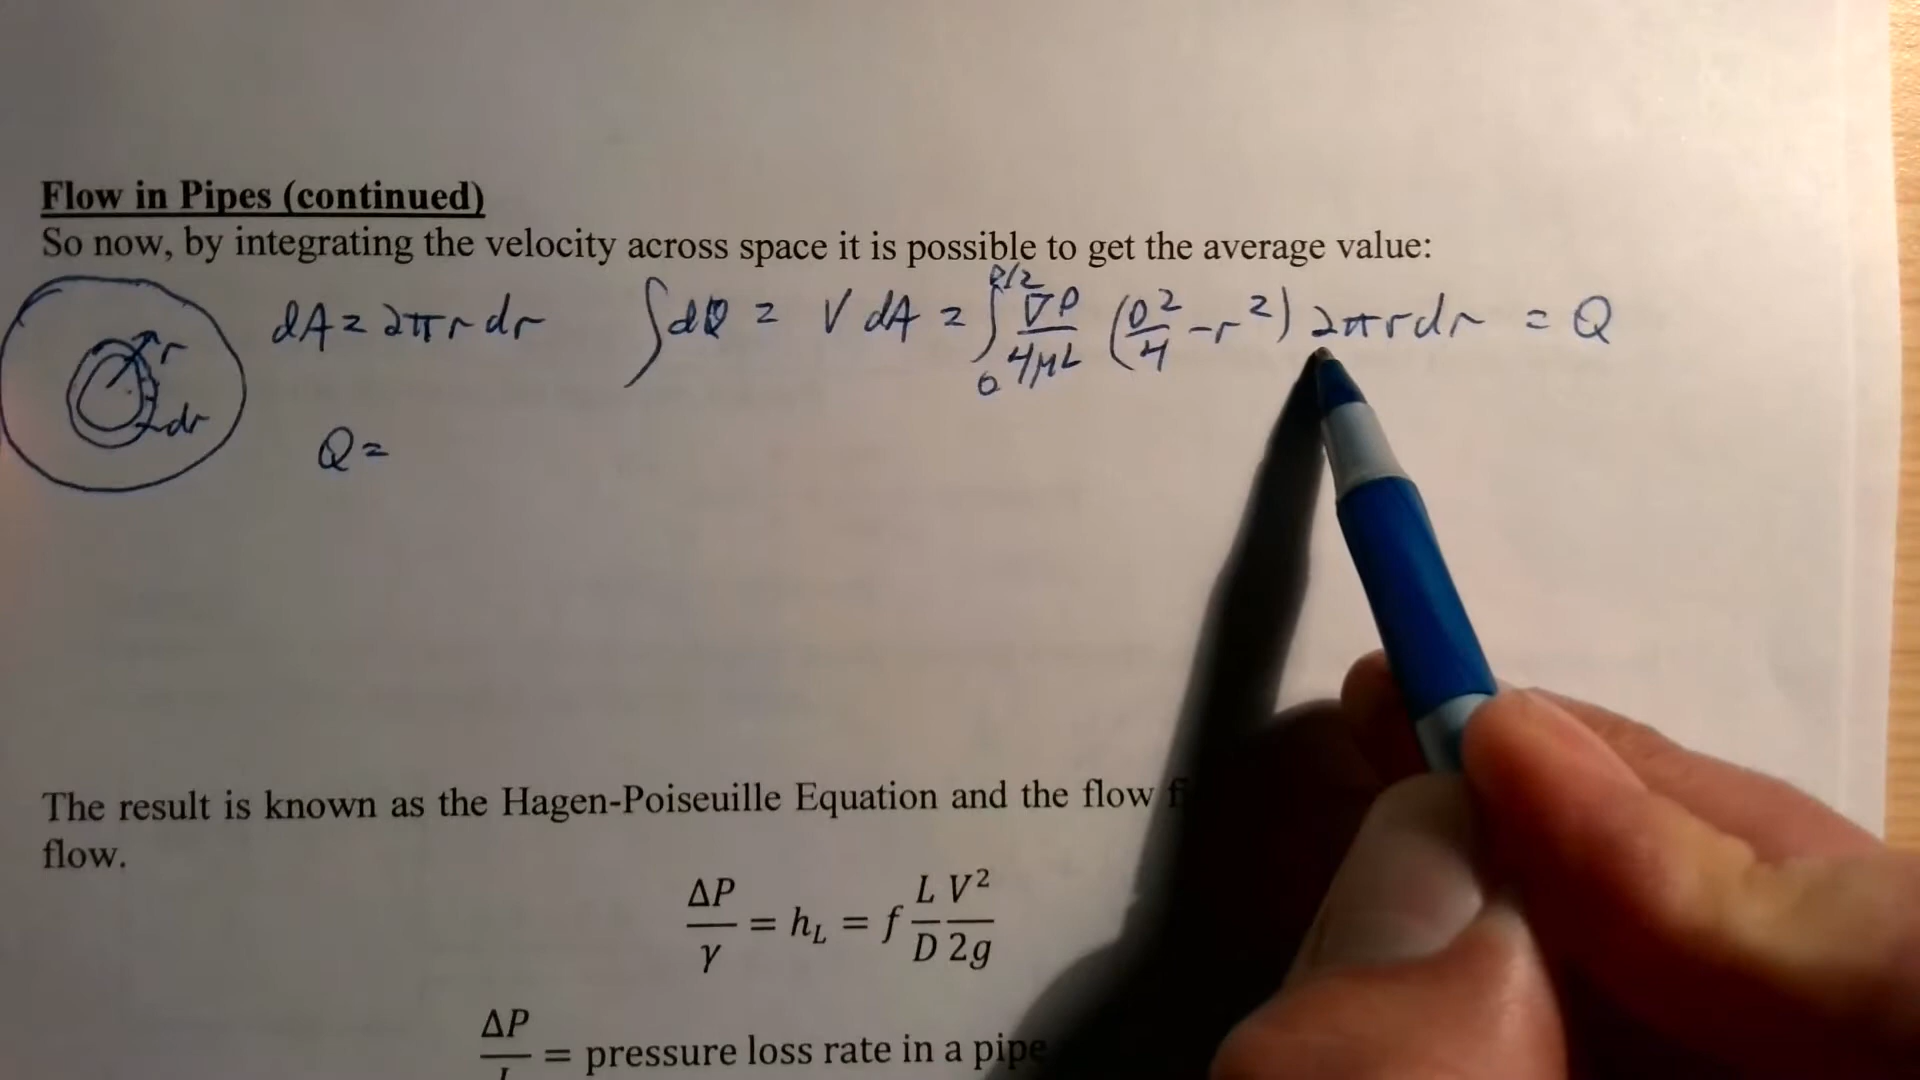 Flow in Pipes (continued)
So now, by integrating the velocity across space it is possible to get the average value:
dA = 2πr dr   ∫dQ = V dA = ∫₀^(D/2) ∇P/4μL (D²/4 - r²) 2πr dr = Q
r
dr
Q =
The result is known as the Hagen-Poiseuille Equation and the flow
flow.
ΔP/γ = h_L = f L/D V²/2g
ΔP/L = pressure loss rate in a pipe